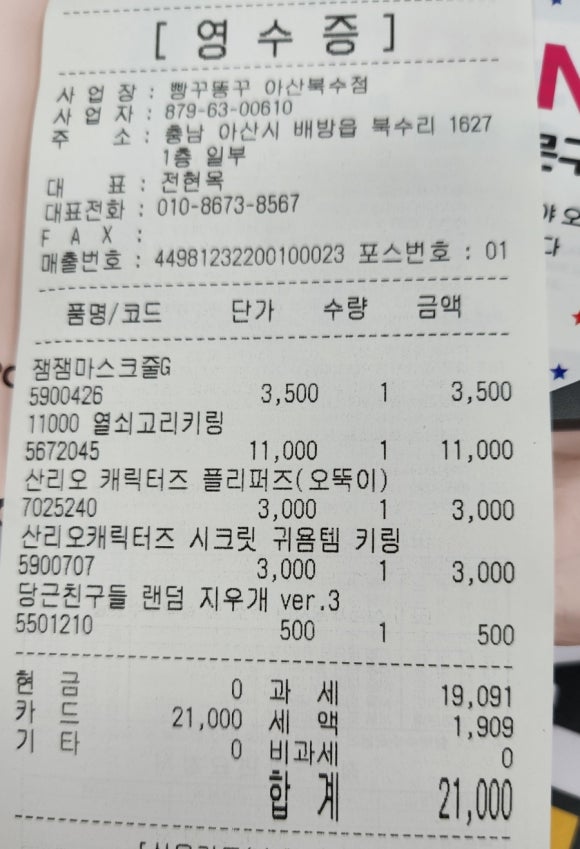 [ 영 수 증 ]
사 업 장 : 빵꾸똥꾸 아산북수점
사 업 자 : 879-63-00610
주 소 : 충남 아산시 배방읍 북수리 1627
1층 일부
대 표 : 전현옥
대표전화 : 010-8673-8567
F A X :
매출번호 : 44981232200100023 포스번호 : 01
품명/코드 단가 수량 금액
잼잼마스크줄G
5900426 3,500 1 3,500
11000 열쇠고리키링
5672045 11,000 1 11,000
산리오 캐릭터즈 플리퍼즈(오뚝이)
7025240 3,000 1 3,000
산리오캐릭터즈 시크릿 귀욤템 키링
5900707 3,000 1 3,000
당근친구들 랜덤 지우개 ver.3
5501210 500 1 500
현 금 0 과 세 19,091
카 드 21,000 세 액 1,909
기 타 0 비과세 0
합 계 21,000